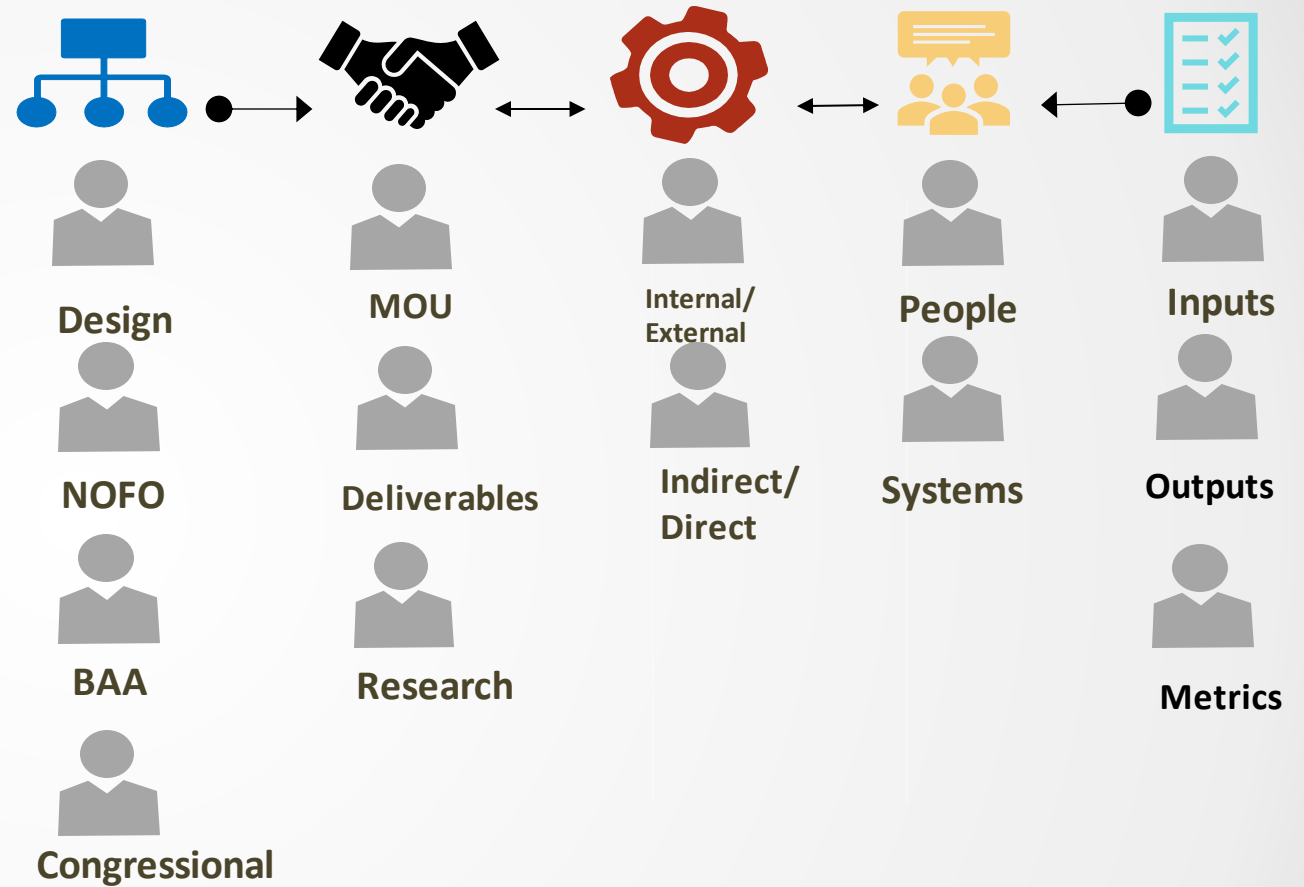 Design
MOU
Internal/
External
People
Inputs
NOFO
Deliverables
Indirect/
Direct
Systems
Outputs
BAA
Research
Metrics
Congressional